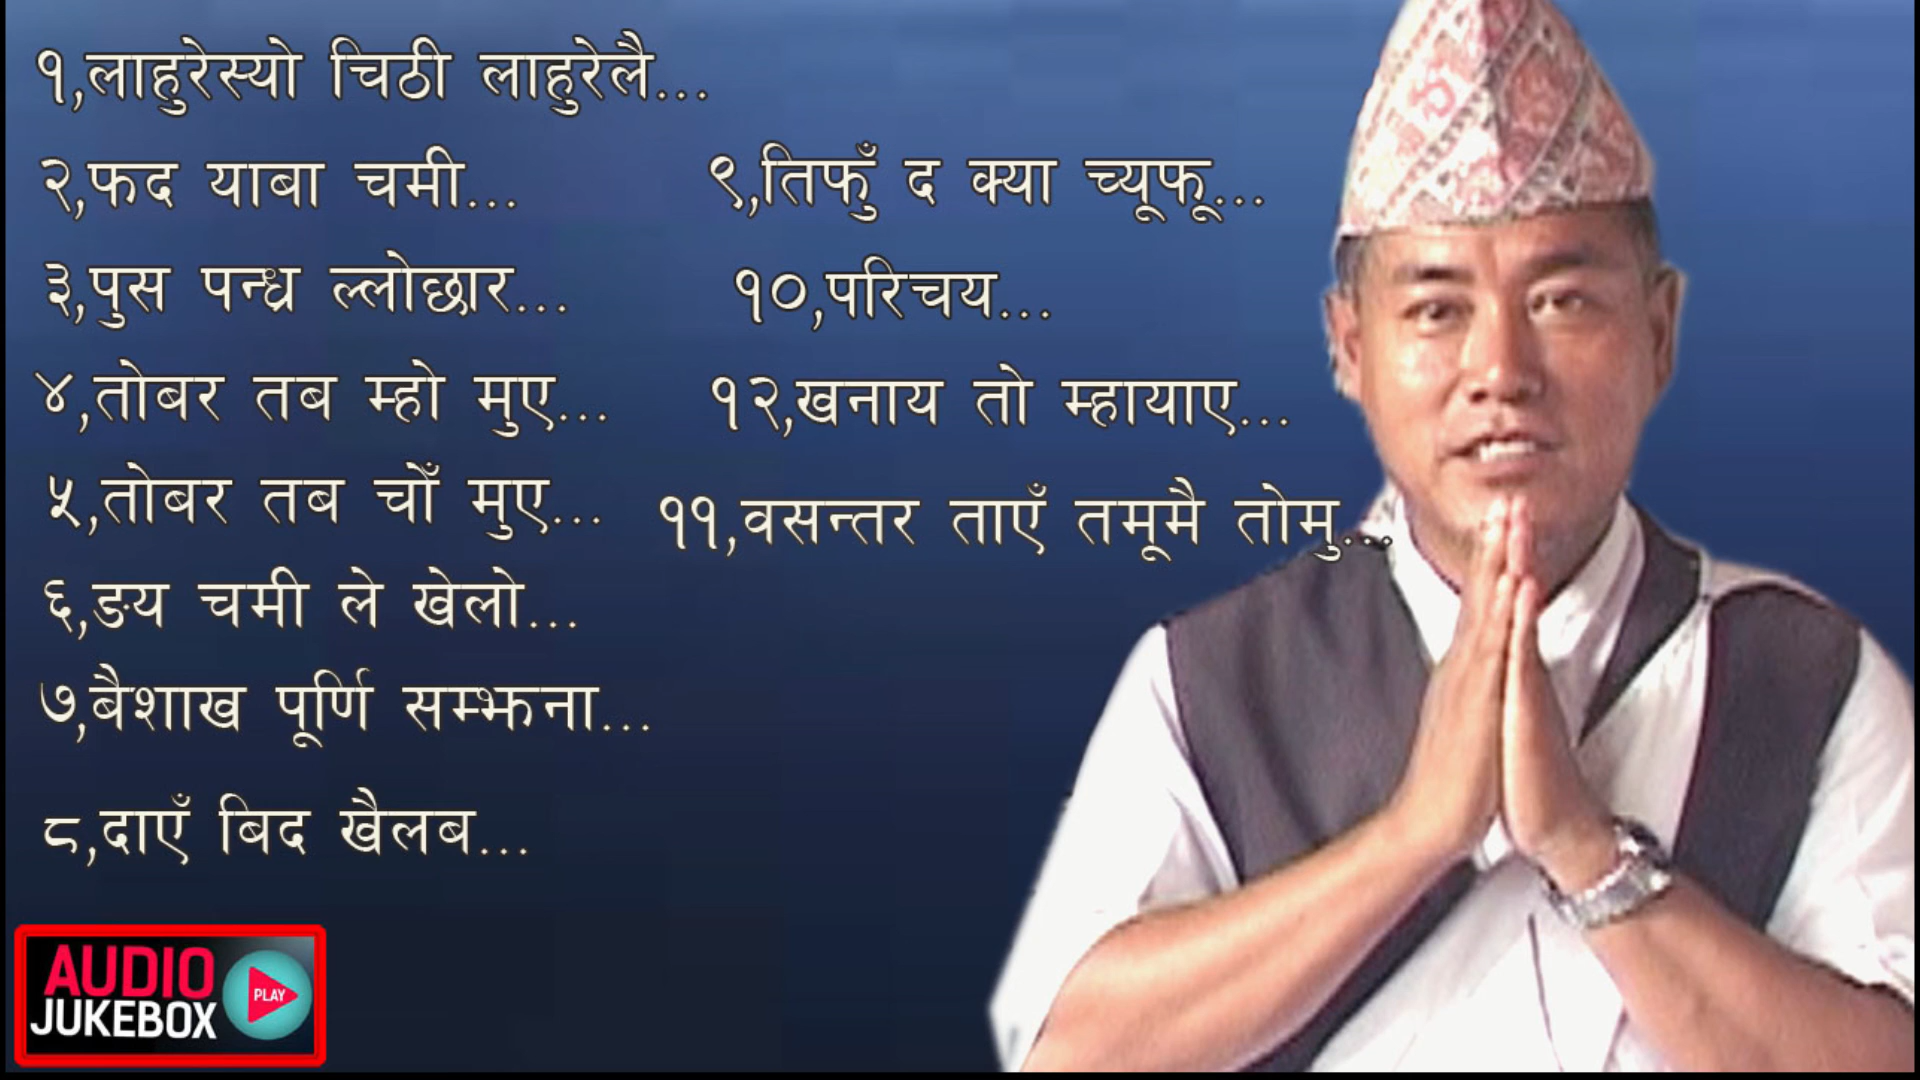 १,लाहुरेस्यो चिठी लाहुरेलै...
२,फद याबा चमी...
३,पुस पन्ध्र ल्लोछार...
४,तोबर तब म्हो मुए...
५,तोबर तब चोँ मुए...
६,ङय चमी ले खेलो...
७,बैशाख पूर्णि सम्झना...
८,दाएँ बिद खैलब...
९,तिफुँ द क्या च्यूफू...
१०,परिचय...
१२,खनाय तो म्हायाए...
११,वसन्तर ताएँ तमूमै तोमु...
AUDIO
JUKEBOX
PLAY